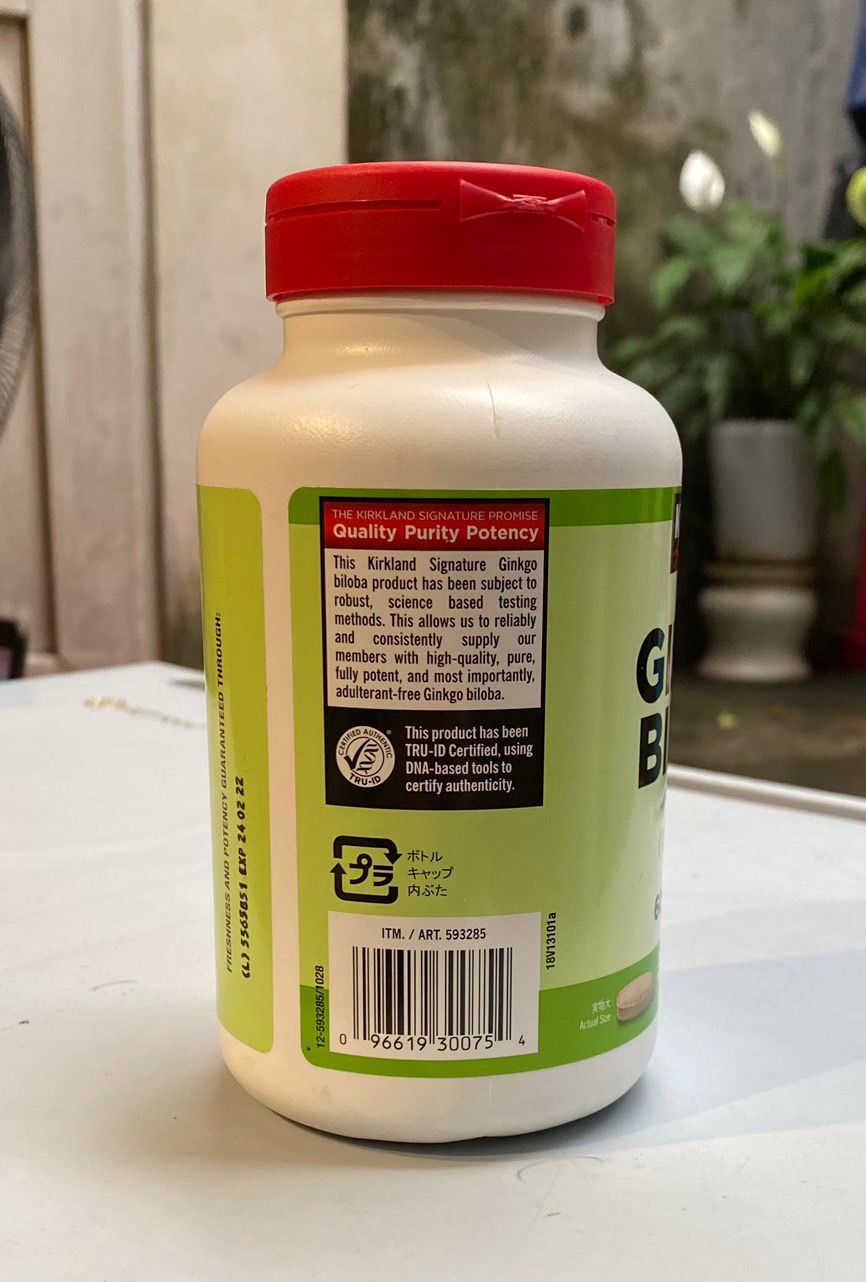 FRESHNESS AND POTENCY GUARANTEED THROUGH:
(L) 5565851 EXP 24 02 22
THE KIRKLAND SIGNATURE PROMISE
Quality Purity Potency
This Kirkland Signature Ginkgo
biloba product has been subject to
robust, science based testing
methods. This allows us to reliably
and consistently supply our
members with high-quality, pure,
fully potent, and most importantly,
adulterant-free Ginkgo biloba.
CERTIFIED AUTHENTIC
TRU-ID
®
This product has been
TRU-ID Certified, using
DNA-based tools to
certify authenticity.
プラ
ボトル
キャップ
内ぶた
ITM. / ART. 593285
0 96619 30075 4
12-593285/1028
18V13101a
G
B
実物大
Actual Size